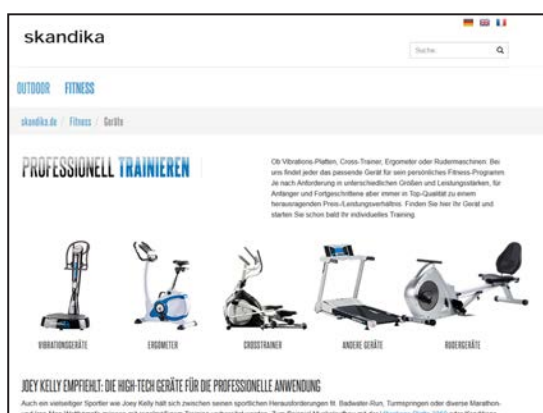 skandika
Suche
OUTDOOR FITNESS
skandika.de / Fitness / Geräte
PROFESSIONELL TRAINIEREN
Ob Vibrations-Platten, Cross-Trainer, Ergometer oder Rudermaschinen. Bei
uns findet jeder das passende Gerät für sein persönliches Fitness-Programm.
Je nach Anforderung in unterschiedlichen Größen und Leistungsstärken, für
Anfänger und Fortgeschrittene aber immer in Top-Qualität zu einem
herausragenden Preis-/Leistungsverhältnis. Finden Sie hier Ihr Gerät und
starten Sie schon bald Ihr individuelles Training.
VIBRATIONSGERÄTE ERGOMETER CROSSTRAINER ANDERE GERÄTE RUDERGERÄTE
JOEY KELLY EMPFIEHLT: DIE HIGH-TECH GERÄTE FÜR DIE PROFESSIONELLE ANWENDUNG
Auch ein vielseitiger Sportler wie Joey Kelly hält sich zwischen seinen sportlichen Herausforderungen fit. Badwater-Run, Turmspringen oder diverse Marathon-